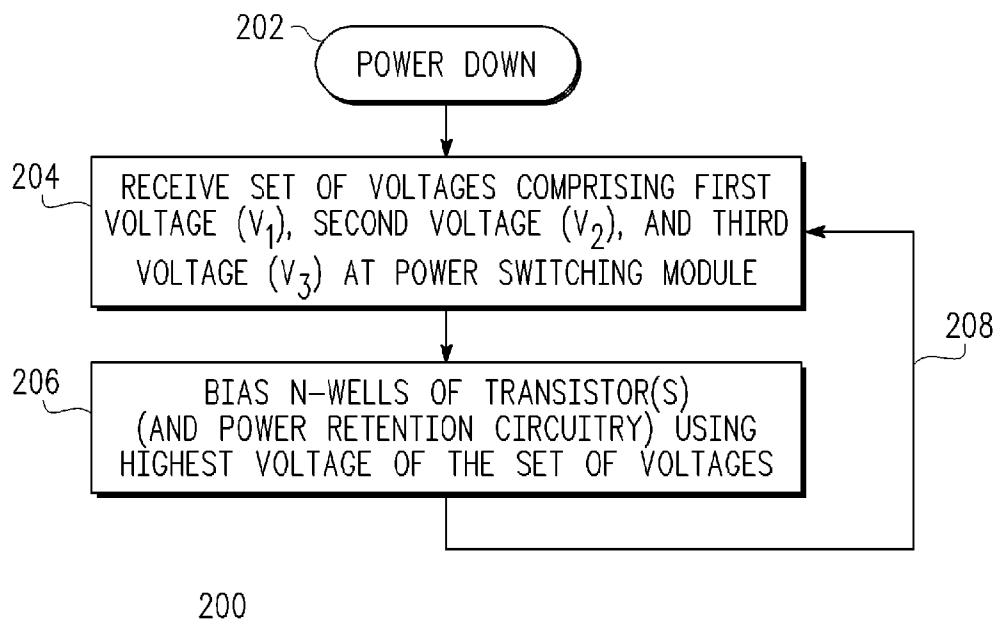 202
POWER DOWN
204
RECEIVE SET OF VOLTAGES COMPRISING FIRST
VOLTAGE (V1), SECOND VOLTAGE (V2), AND THIRD
VOLTAGE (V3) AT POWER SWITCHING MODULE
208
206
BIAS N-WELLS OF TRANSISTOR(S)
(AND POWER RETENTION CIRCUITRY) USING
HIGHEST VOLTAGE OF THE SET OF VOLTAGES
200